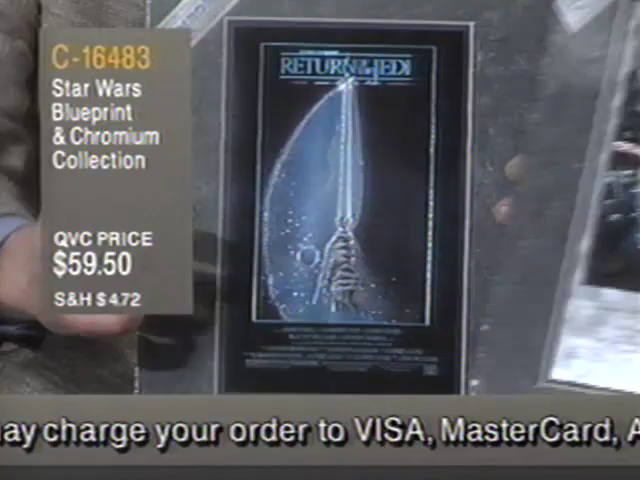 C-16483
Star Wars
Blueprint
& Chromium
Collection
QVC PRICE
$59.50
S&H $4.72
RETURN OF THE JEDI
may charge your order to VISA, MasterCard, A